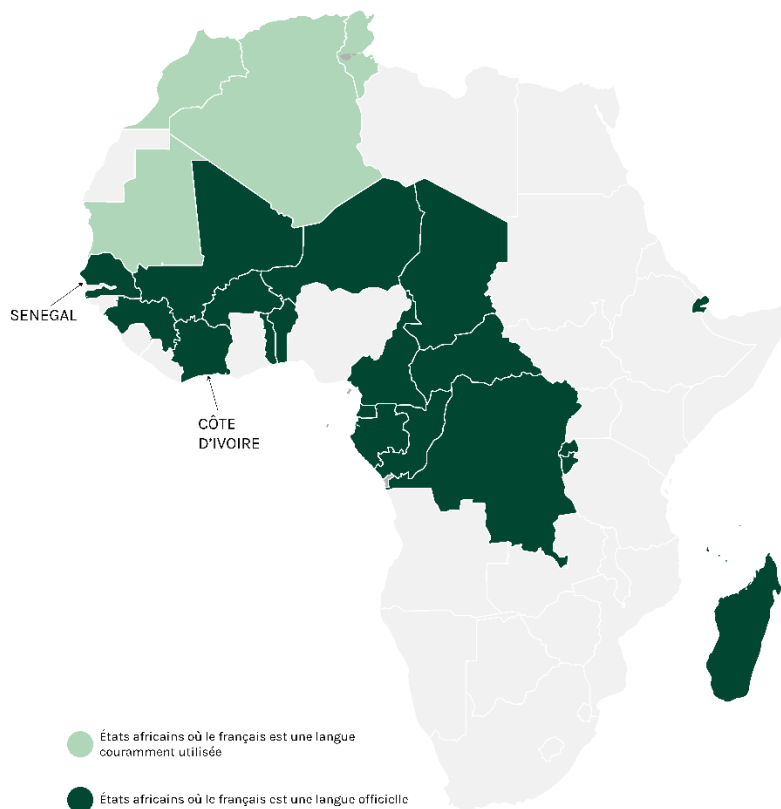 SENEGAL
CÔTE
D'IVOIRE
États africains où le français est une langue
couramment utilisée
États africains où le français est une langue officielle